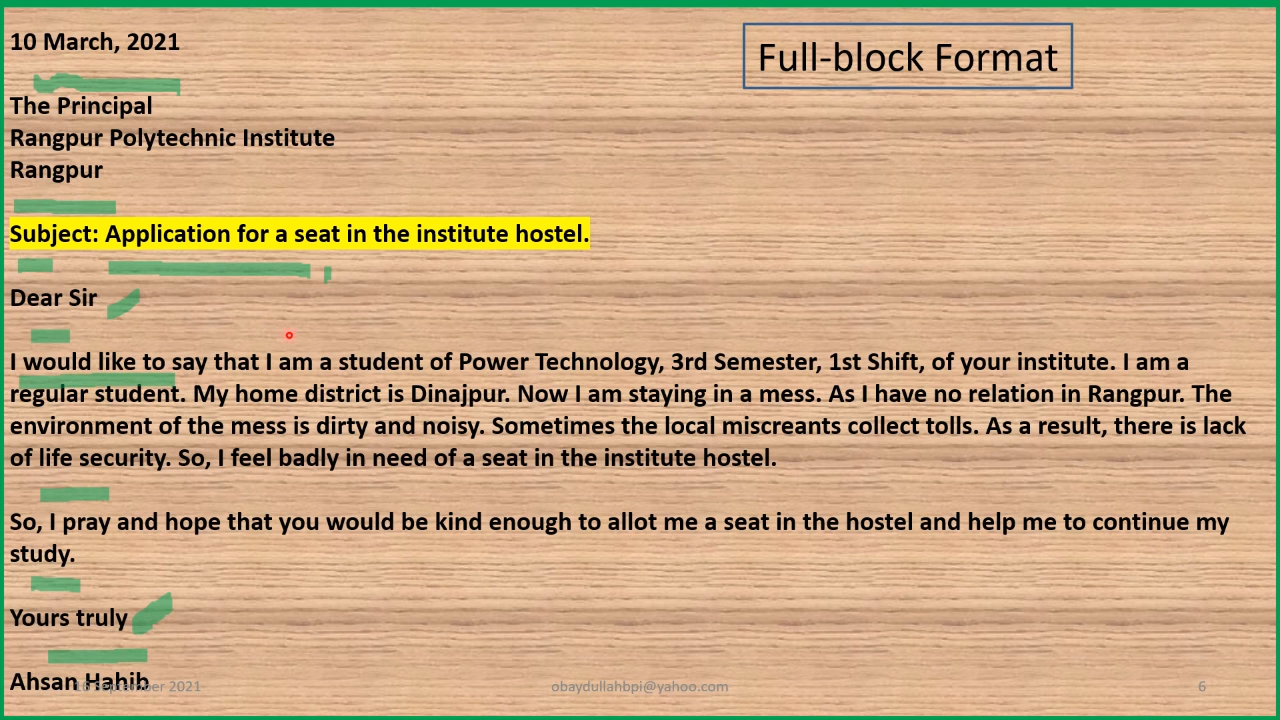 10 March, 2021
Full-block Format
The Principal
Rangpur Polytechnic Institute
Rangpur
Subject: Application for a seat in the institute hostel.
Dear Sir
I would like to say that I am a student of Power Technology, 3rd Semester, 1st Shift, of your institute. I am a
regular student. My home district is Dinajpur. Now I am staying in a mess. As I have no relation in Rangpur. The
environment of the mess is dirty and noisy. Sometimes the local miscreants collect tolls. As a result, there is lack
of life security. So, I feel badly in need of a seat in the institute hostel.
So, I pray and hope that you would be kind enough to allot me a seat in the hostel and help me to continue my
study.
Yours truly
Ahsan Habib
September 2021
obaydullahbpi@yahoo.com
6